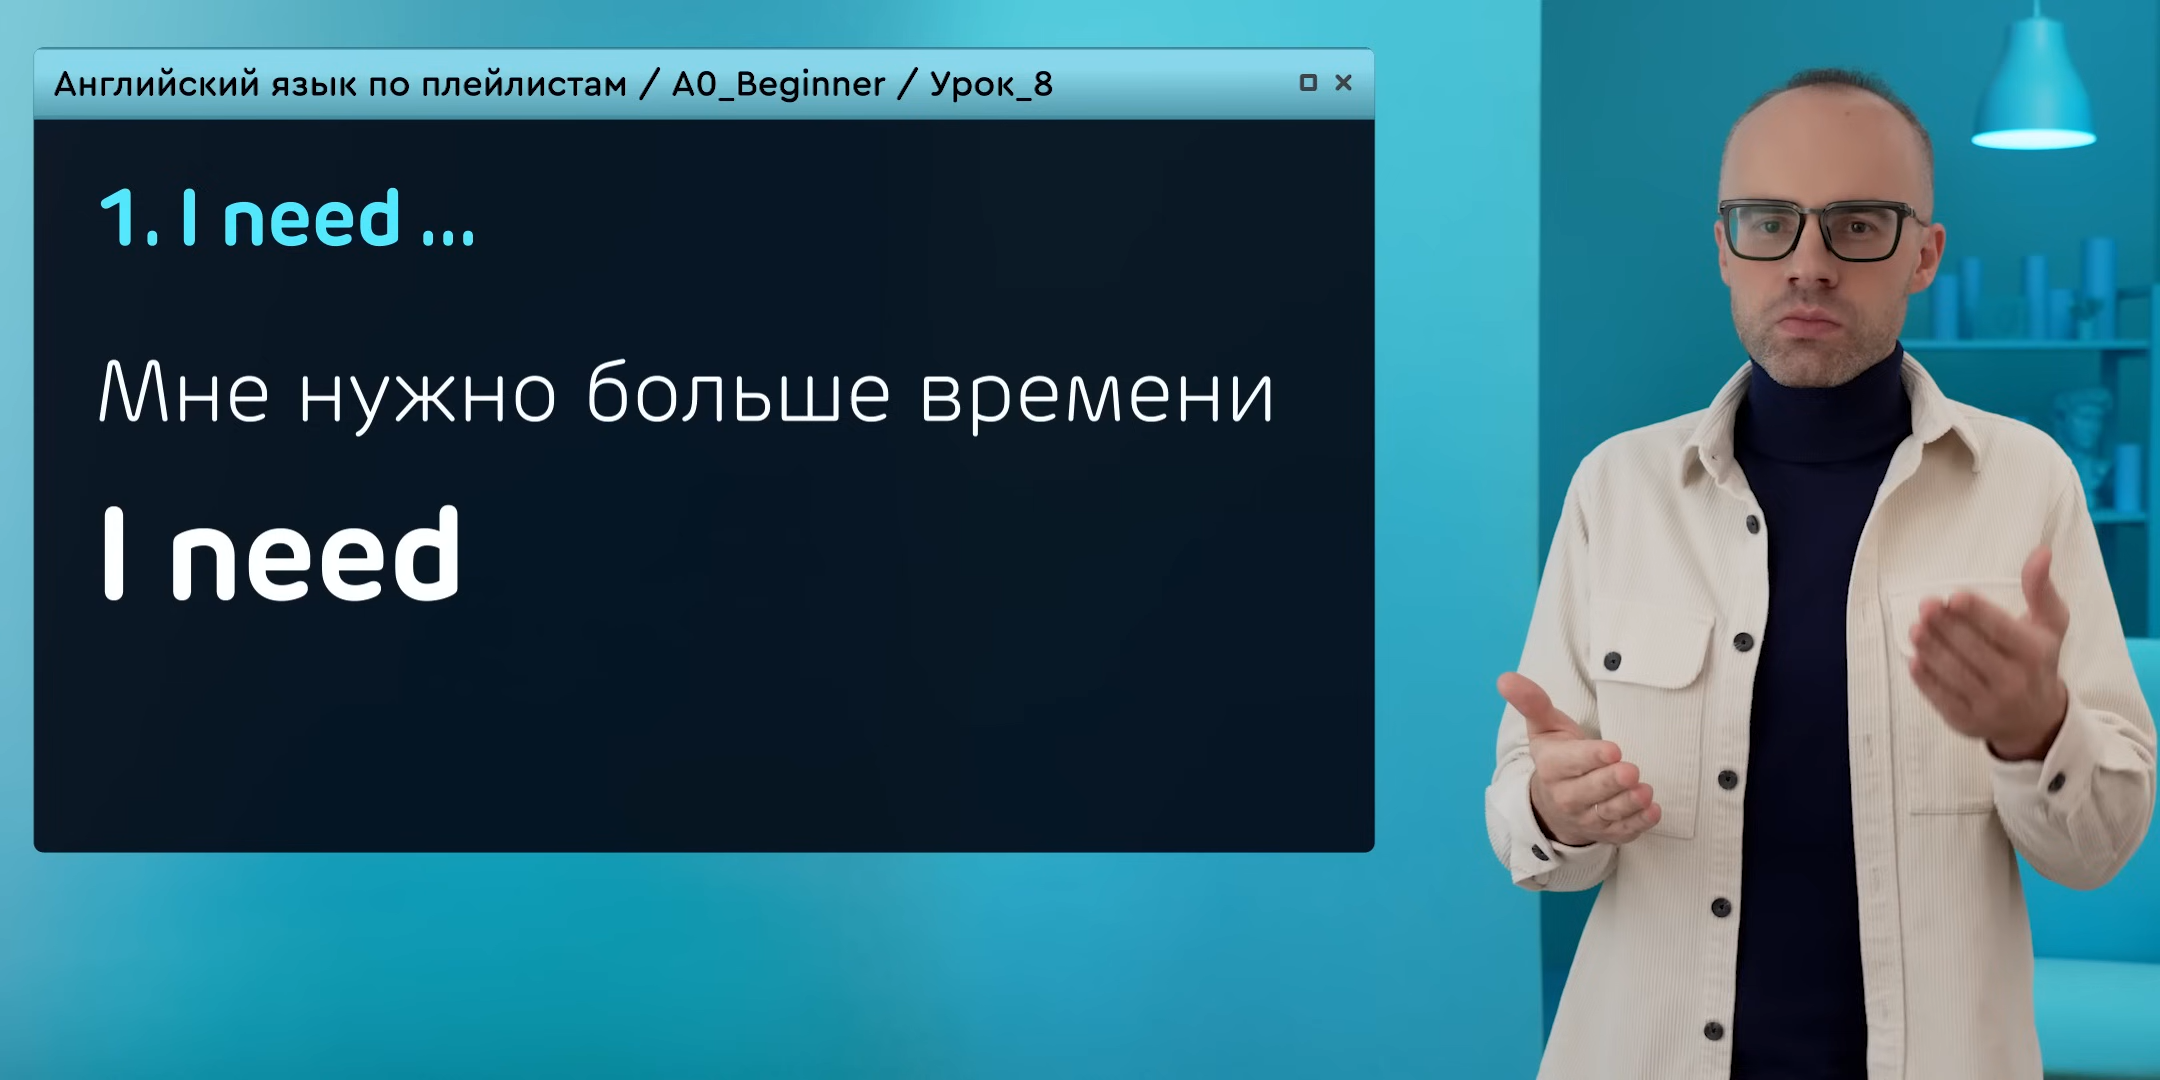 Английский язык по плейлистам / A0_Beginner / Урок_8
1. I need ...
Мне нужно больше времени
I need